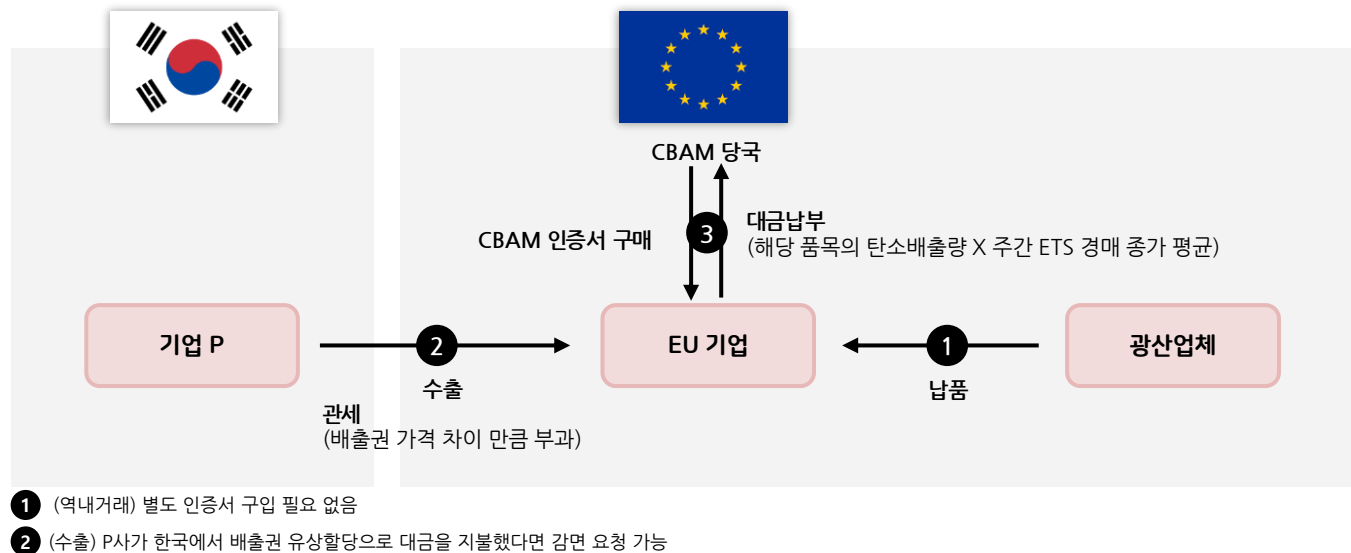 CBAM 당국
CBAM 인증서 구매
3
대금납부
(해당 품목의 탄소배출량 X 주간 ETS 경매 종가 평균)
기업 P
2
수출
관세
(배출권 가격 차이 만큼 부과)
EU 기업
1
납품
광산업체
1 (역내거래) 별도 인증서 구입 필요 없음
2 (수출) P사가 한국에서 배출권 유상할당으로 대금을 지불했다면 감면 요청 가능